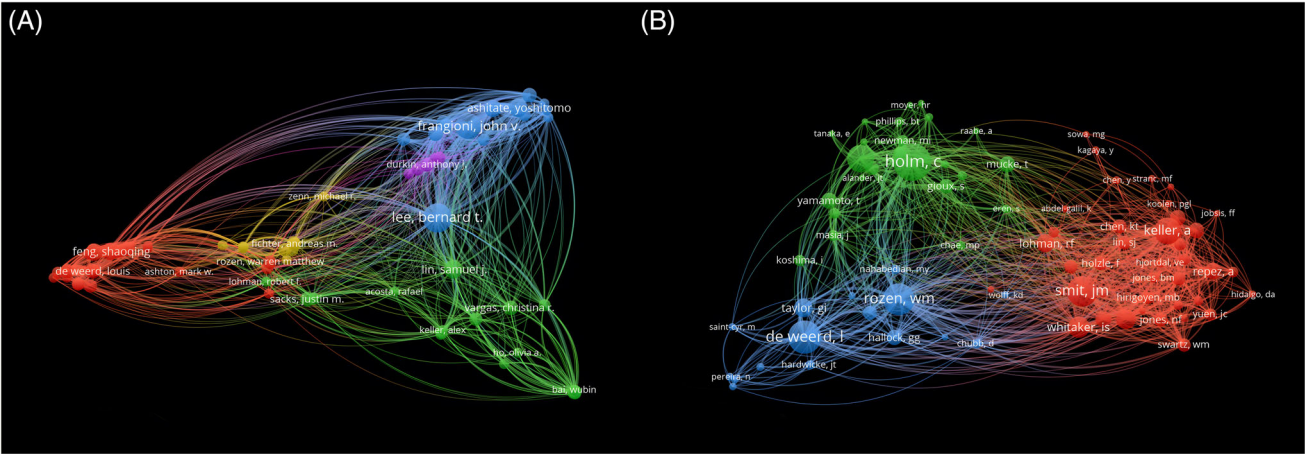 (A)
ashitate, yoshitomo
frangioni, john v.
durkin, anthony j.
zenn, michael r.
lee, bernard t.
feng, shaoqing
fichter, andreas m.
rozen, warren matthew
de weerd, louis
ashton, mark w.
lin, samuel j.
lohman, robert f.
acosta, rafael
sacks, justin m.
vargas, christina r.
keller, alex
ho, olivia a.
bai, wubin
(B)
moyer, hr
phillips, bt
tanaka, e
newman, mi
raabe, a
sowa, mg
kagaya, y
holm, c
mucke, t
alander, jt
gioux, s
chen, y
stranc, mf
yamamoto, t
eren, s
abdel-galil, k
koolen, pgl
jobsis, ff
masia, j
chen, kt
keller, a
chae, mp
lohman, rf
lin, sj
koshima, i
nahabedian, my
holzle, f
hjortdal, ve
repez, a
jones, bm
rozen, wm
wolff, kd
smit, jm
hirigoyen, mb
hidalgo, da
taylor, gi
yuen, jc
saint-cyr, m
whitaker, is
jones, nf
de weerd, l
hallock, gg
chubb, d
swartz, wm
hardwicke, jt
pereira, n